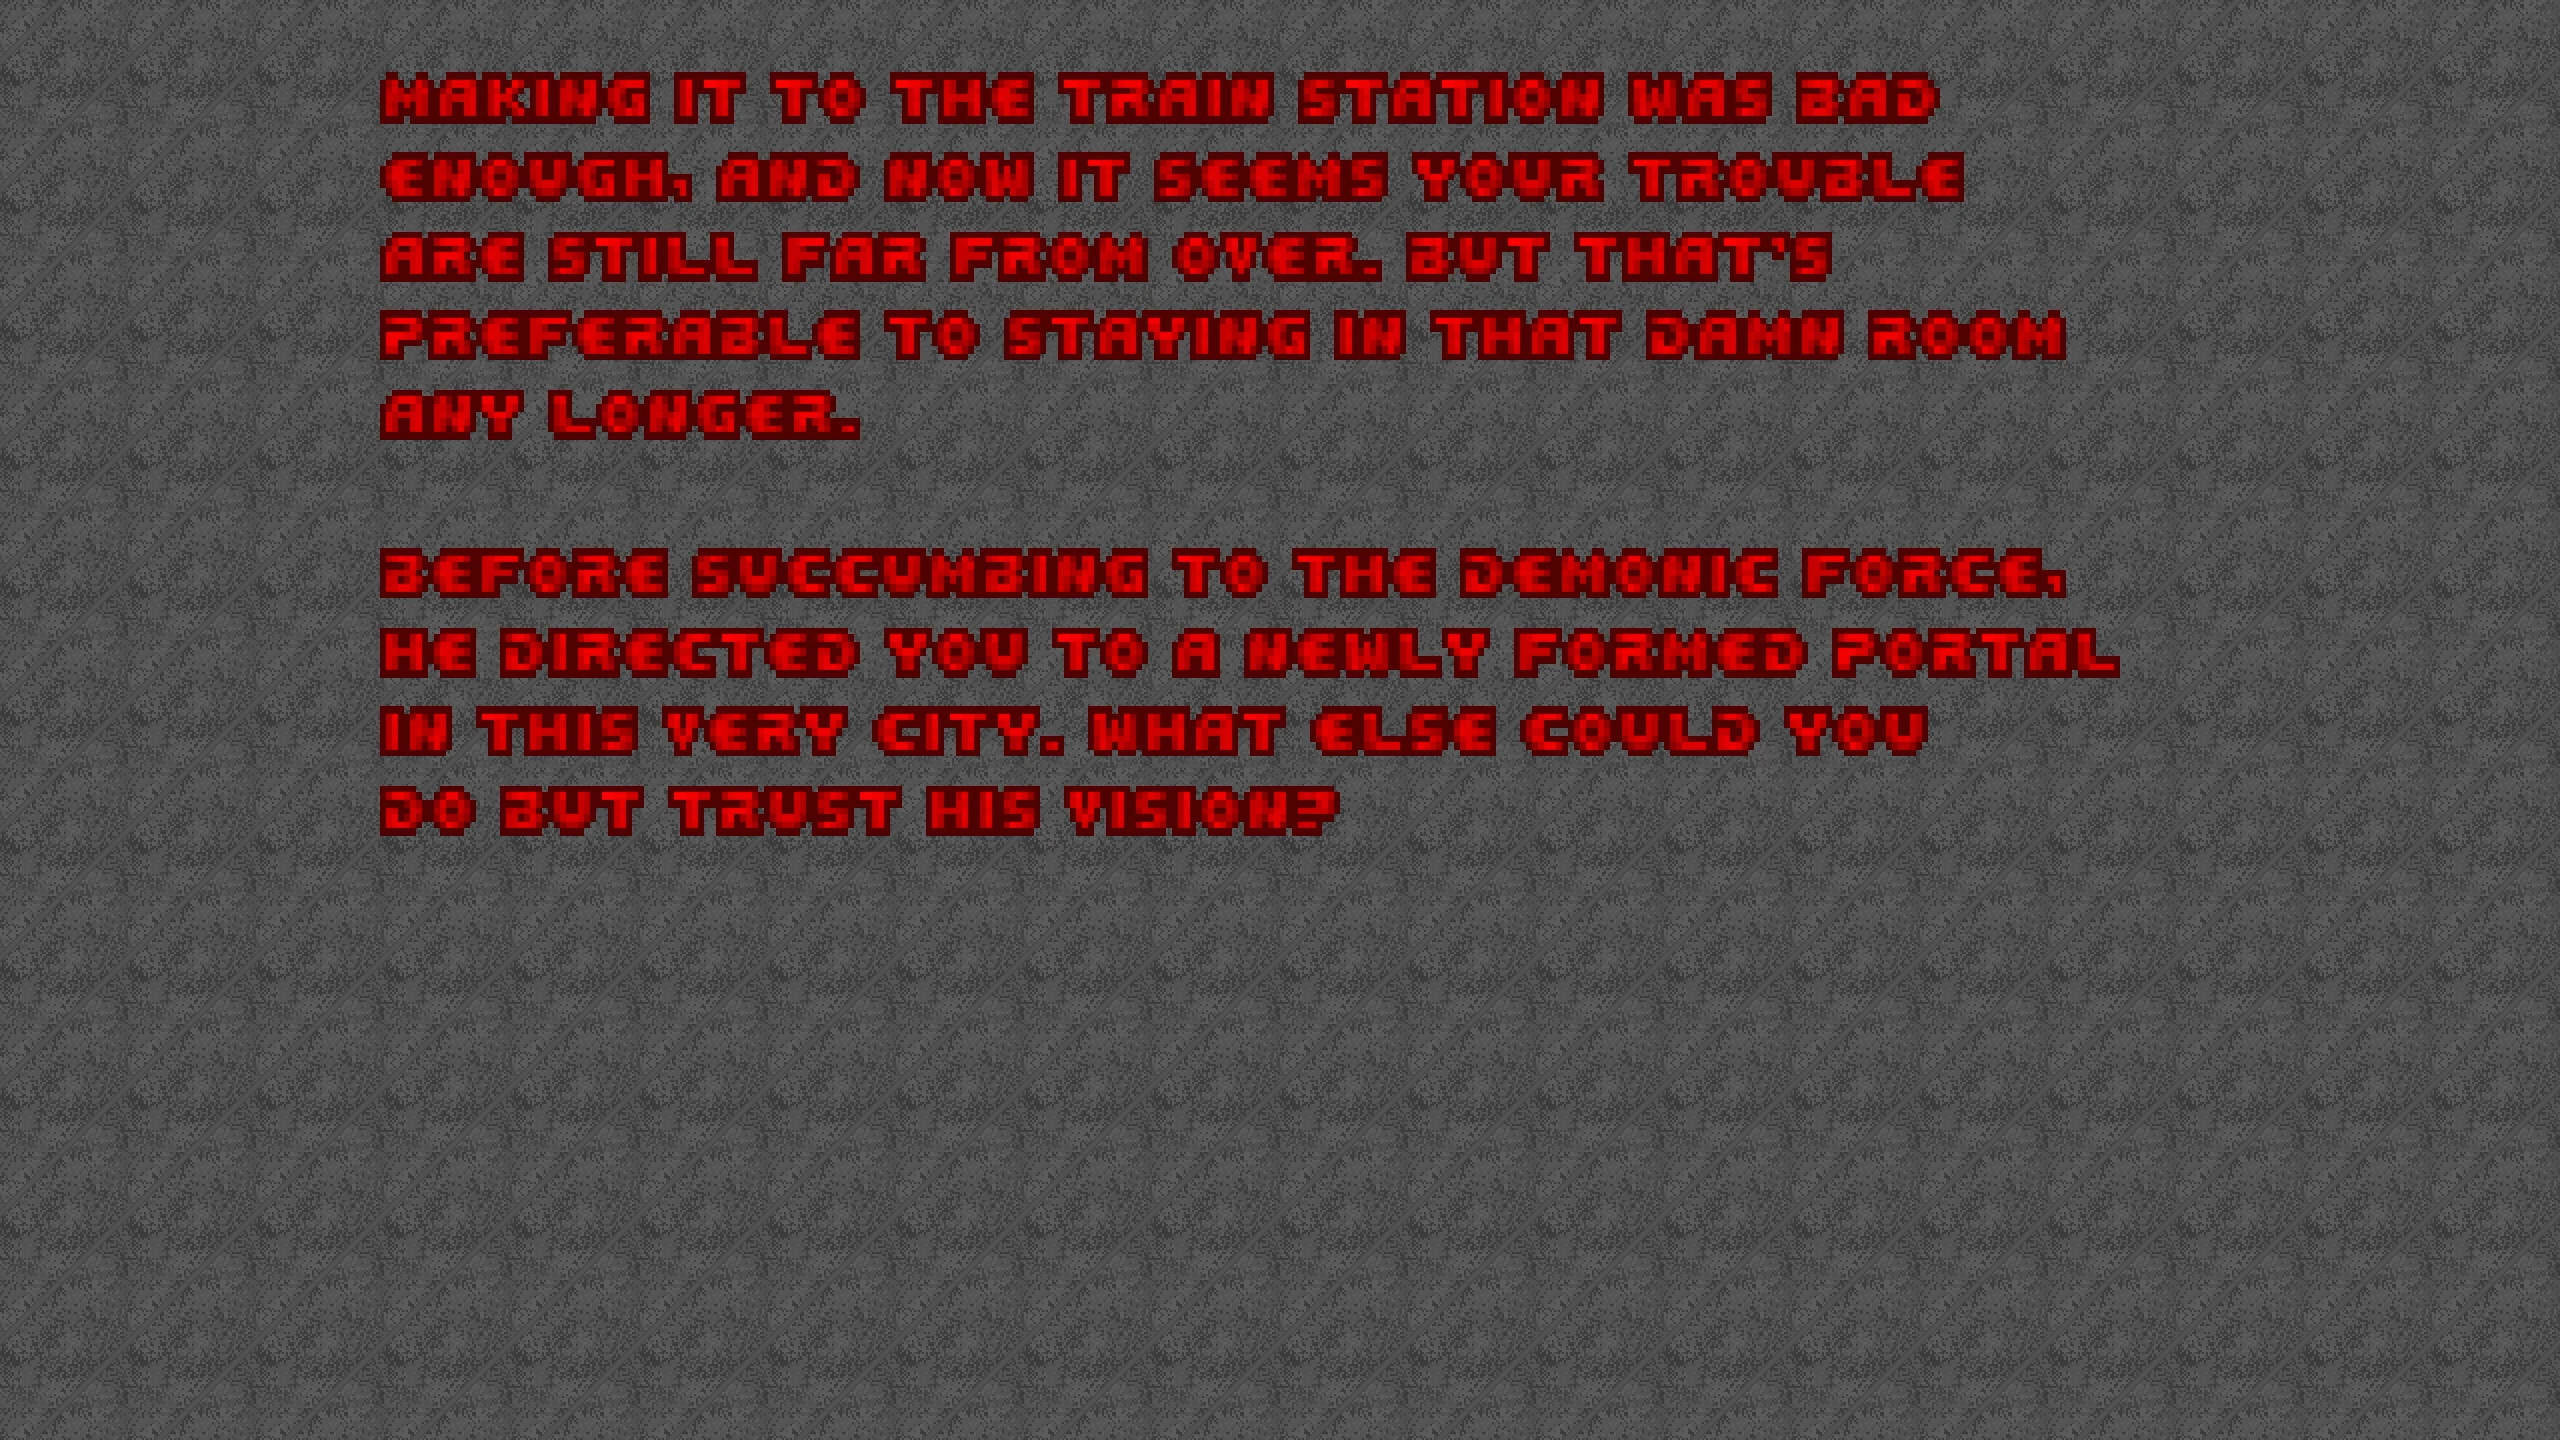 MAKING IT TO THE TRAIN STATION WAS BAD
ENOUGH, AND NOW IT SEEMS YOUR TROUBLE
ARE STILL FAR FROM OVER. BUT THAT'S
PREFERABLE TO STAYING IN THAT DAMN ROOM
ANY LONGER.
BEFORE SUCCUMBING TO THE DEMONIC FORCE,
HE DIRECTED YOU TO A NEWLY FORMED PORTAL
IN THIS VERY CITY. WHAT ELSE COULD YOU
DO BUT TRUST HIS VISION?